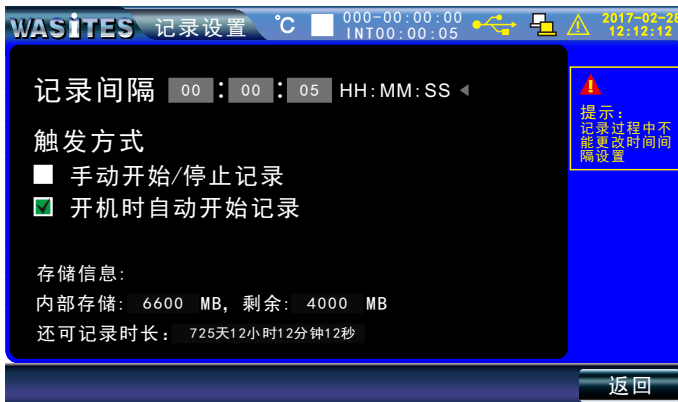 WASiTES 记录设置 ℃ 000-00:00:00 2017-02-28
INT00:00:05 12:12:12
记录间隔 00 : 00 : 05 HH:MM:SS
提示:
记录过程中不
能更改时间间
隔设置
触发方式
手动开始/停止记录
开机时自动开始记录
存储信息:
内部存储: 6600 MB, 剩余: 4000 MB
还可记录时长: 725天12小时12分钟12秒
返回